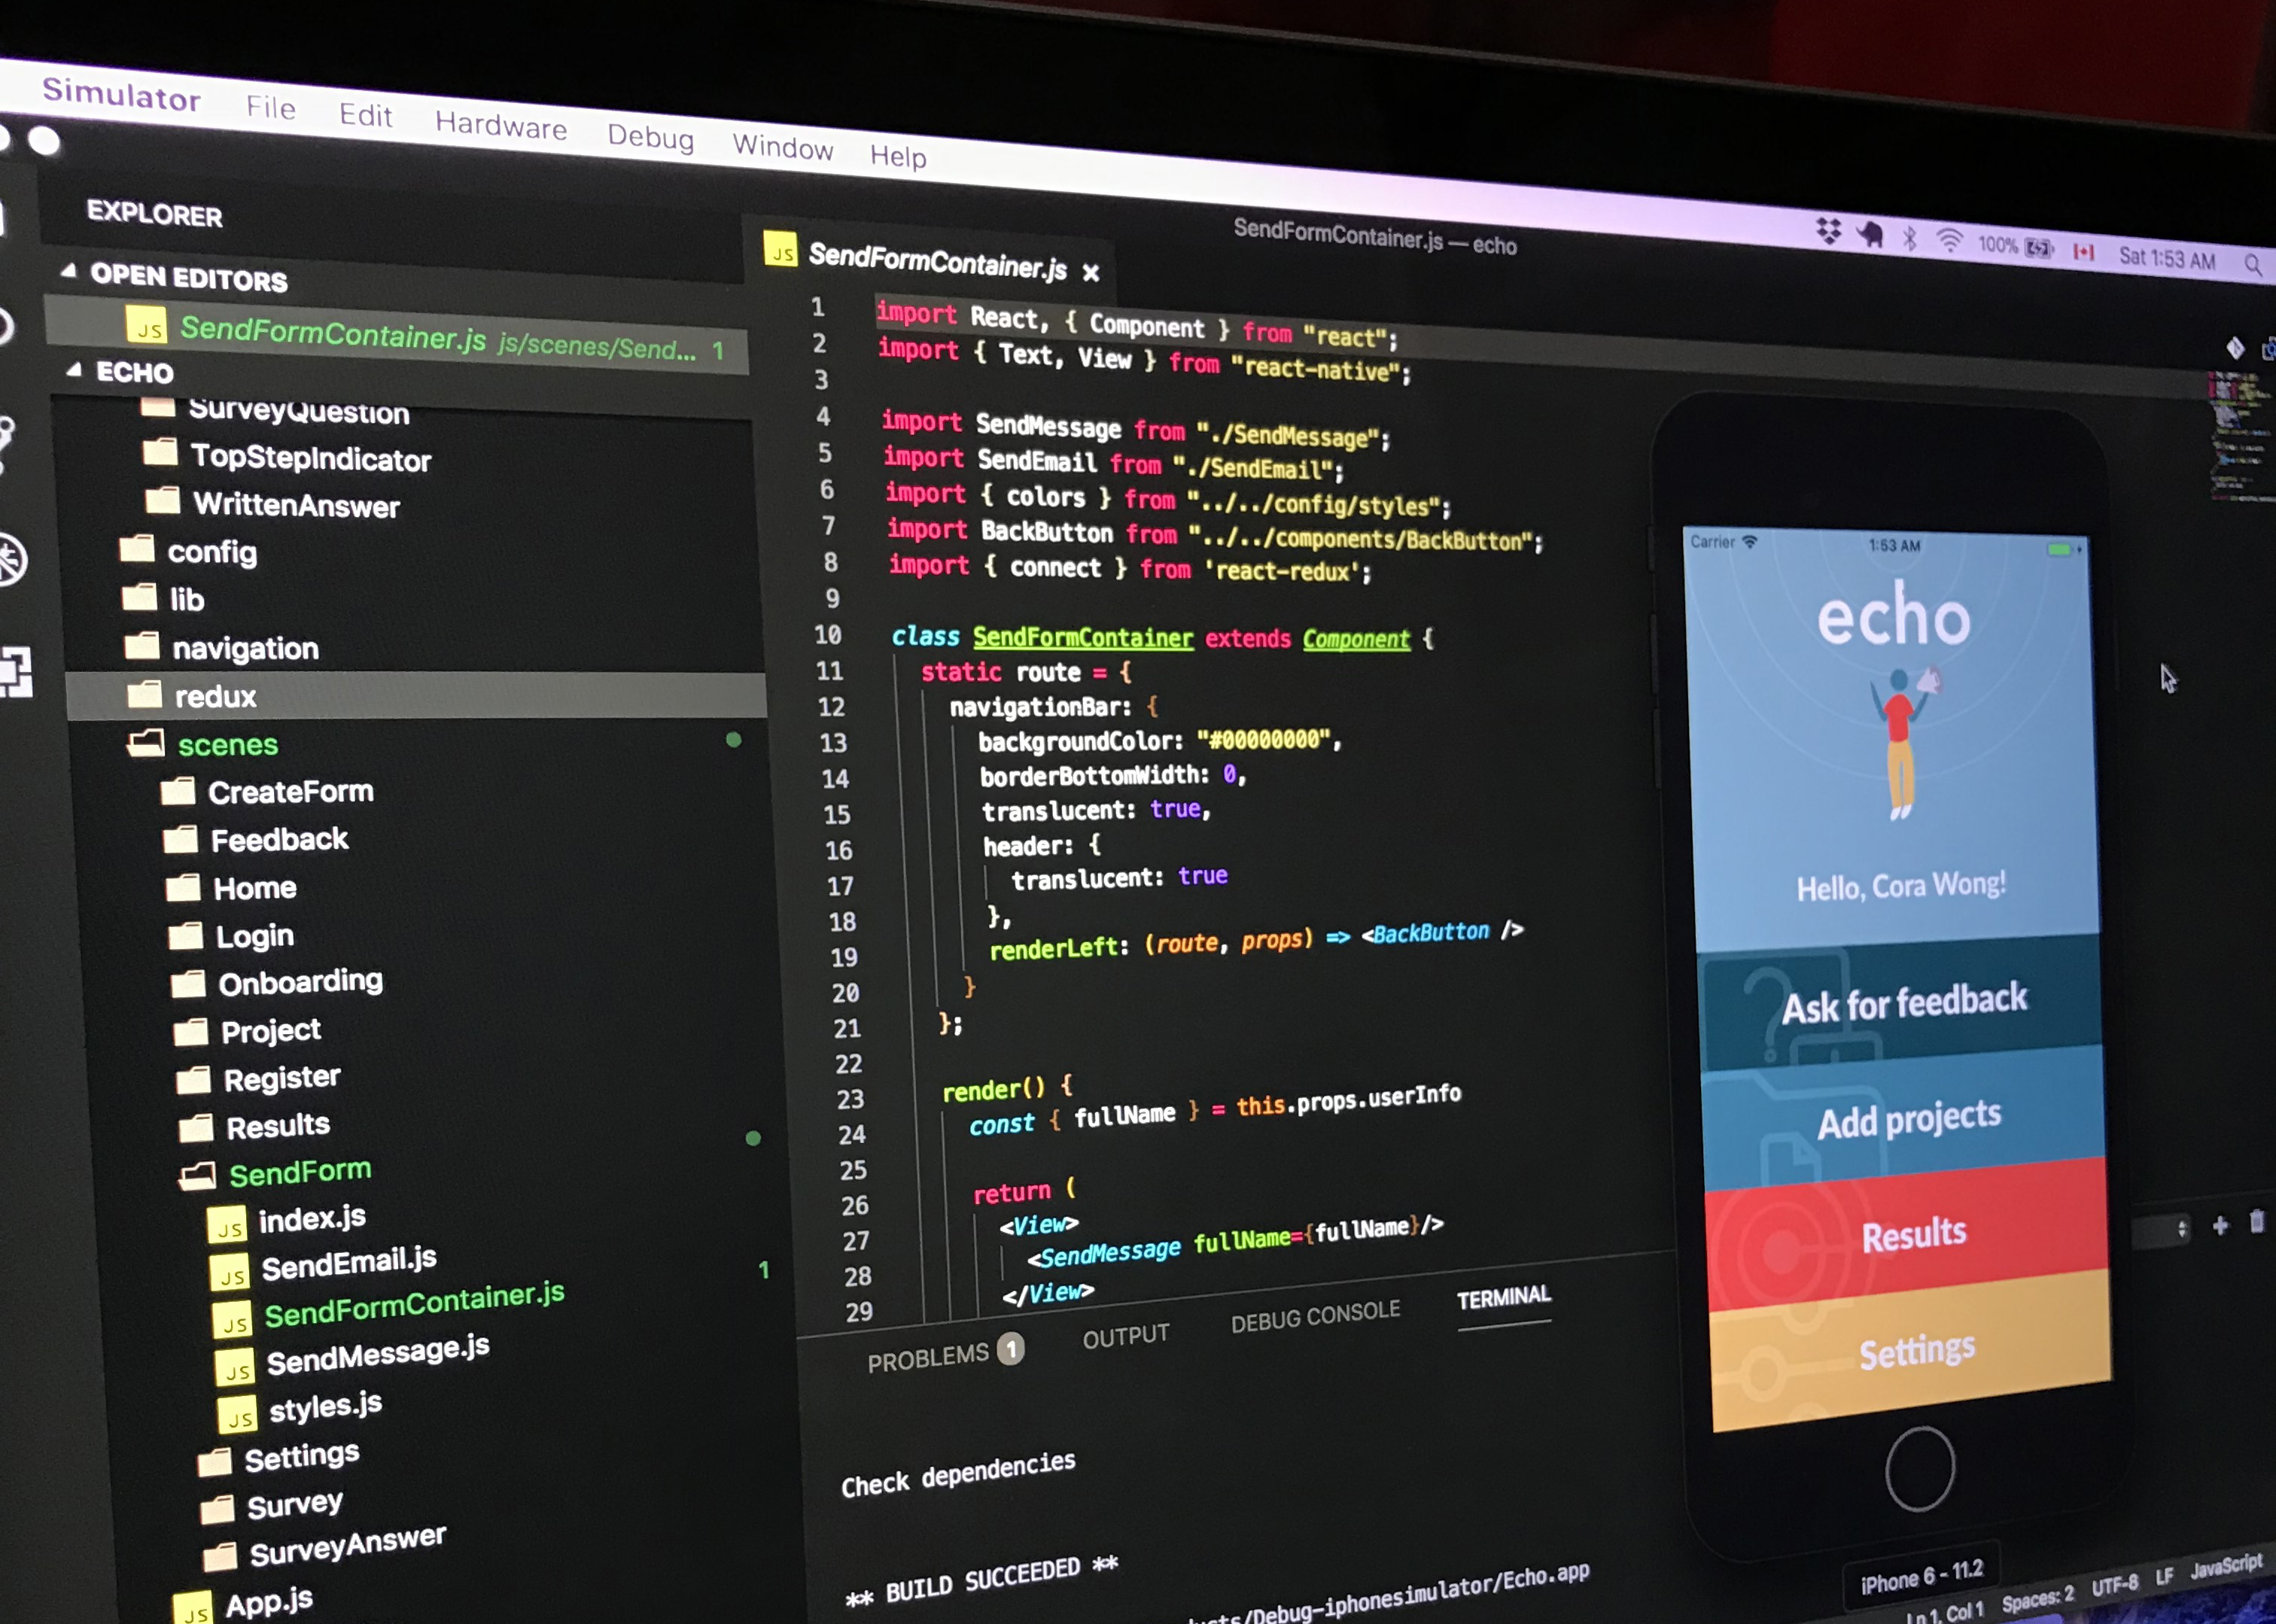 Simulator File Edit Hardware Debug Window Help
100% Sat 1:53 AM
EXPLORER
OPEN EDITORS
JS SendFormContainer.js js/scenes/Send... 1
ECHO
SurveyQuestion
TopStepIndicator
WrittenAnswer
config
lib
navigation
redux
scenes
CreateForm
Feedback
Home
Login
Onboarding
Project
Register
Results
SendForm
JS index.js
JS SendEmail.js
JS SendFormContainer.js 1
JS SendMessage.js
JS styles.js
Settings
Survey
SurveyAnswer
JS App.js
SendFormContainer.js — echo
JS SendFormContainer.js ×
1 import React, { Component } from "react";
2 import { Text, View } from "react-native";
3
4 import SendMessage from "./SendMessage";
5 import SendEmail from "./SendEmail";
6 import { colors } from "../../config/styles";
7 import BackButton from "../../components/BackButton";
8 import { connect } from 'react-redux';
9
10 class SendFormContainer extends Component {
11 static route = {
12 navigationBar: {
13 backgroundColor: "#00000000",
14 borderBottomWidth: 0,
15 translucent: true,
16 header: {
17 translucent: true
18 },
19 renderLeft: (route, props) => <BackButton />
20 }
21 };
22
23 render() {
24 const { fullName } = this.props.userInfo
25
26 return (
27 <View>
28 <SendMessage fullName={fullName}/>
29 </View>
PROBLEMS 1 OUTPUT DEBUG CONSOLE TERMINAL
Check dependencies
** BUILD SUCCEEDED **
/Debug-iphonesimulator/Echo.app
Carrier 1:53 AM
echo
Hello, Cora Wong!
Ask for feedback
Add projects
Results
Settings
iPhone 6 - 11.2
Ln 1, Col 1 Spaces: 2 UTF-8 LF JavaScript